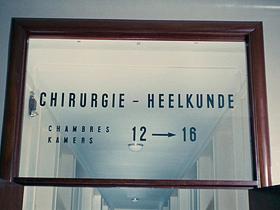 CHIRURGIE - HEELKUNDE
CHAMBRES 12 → 16
KAMERS